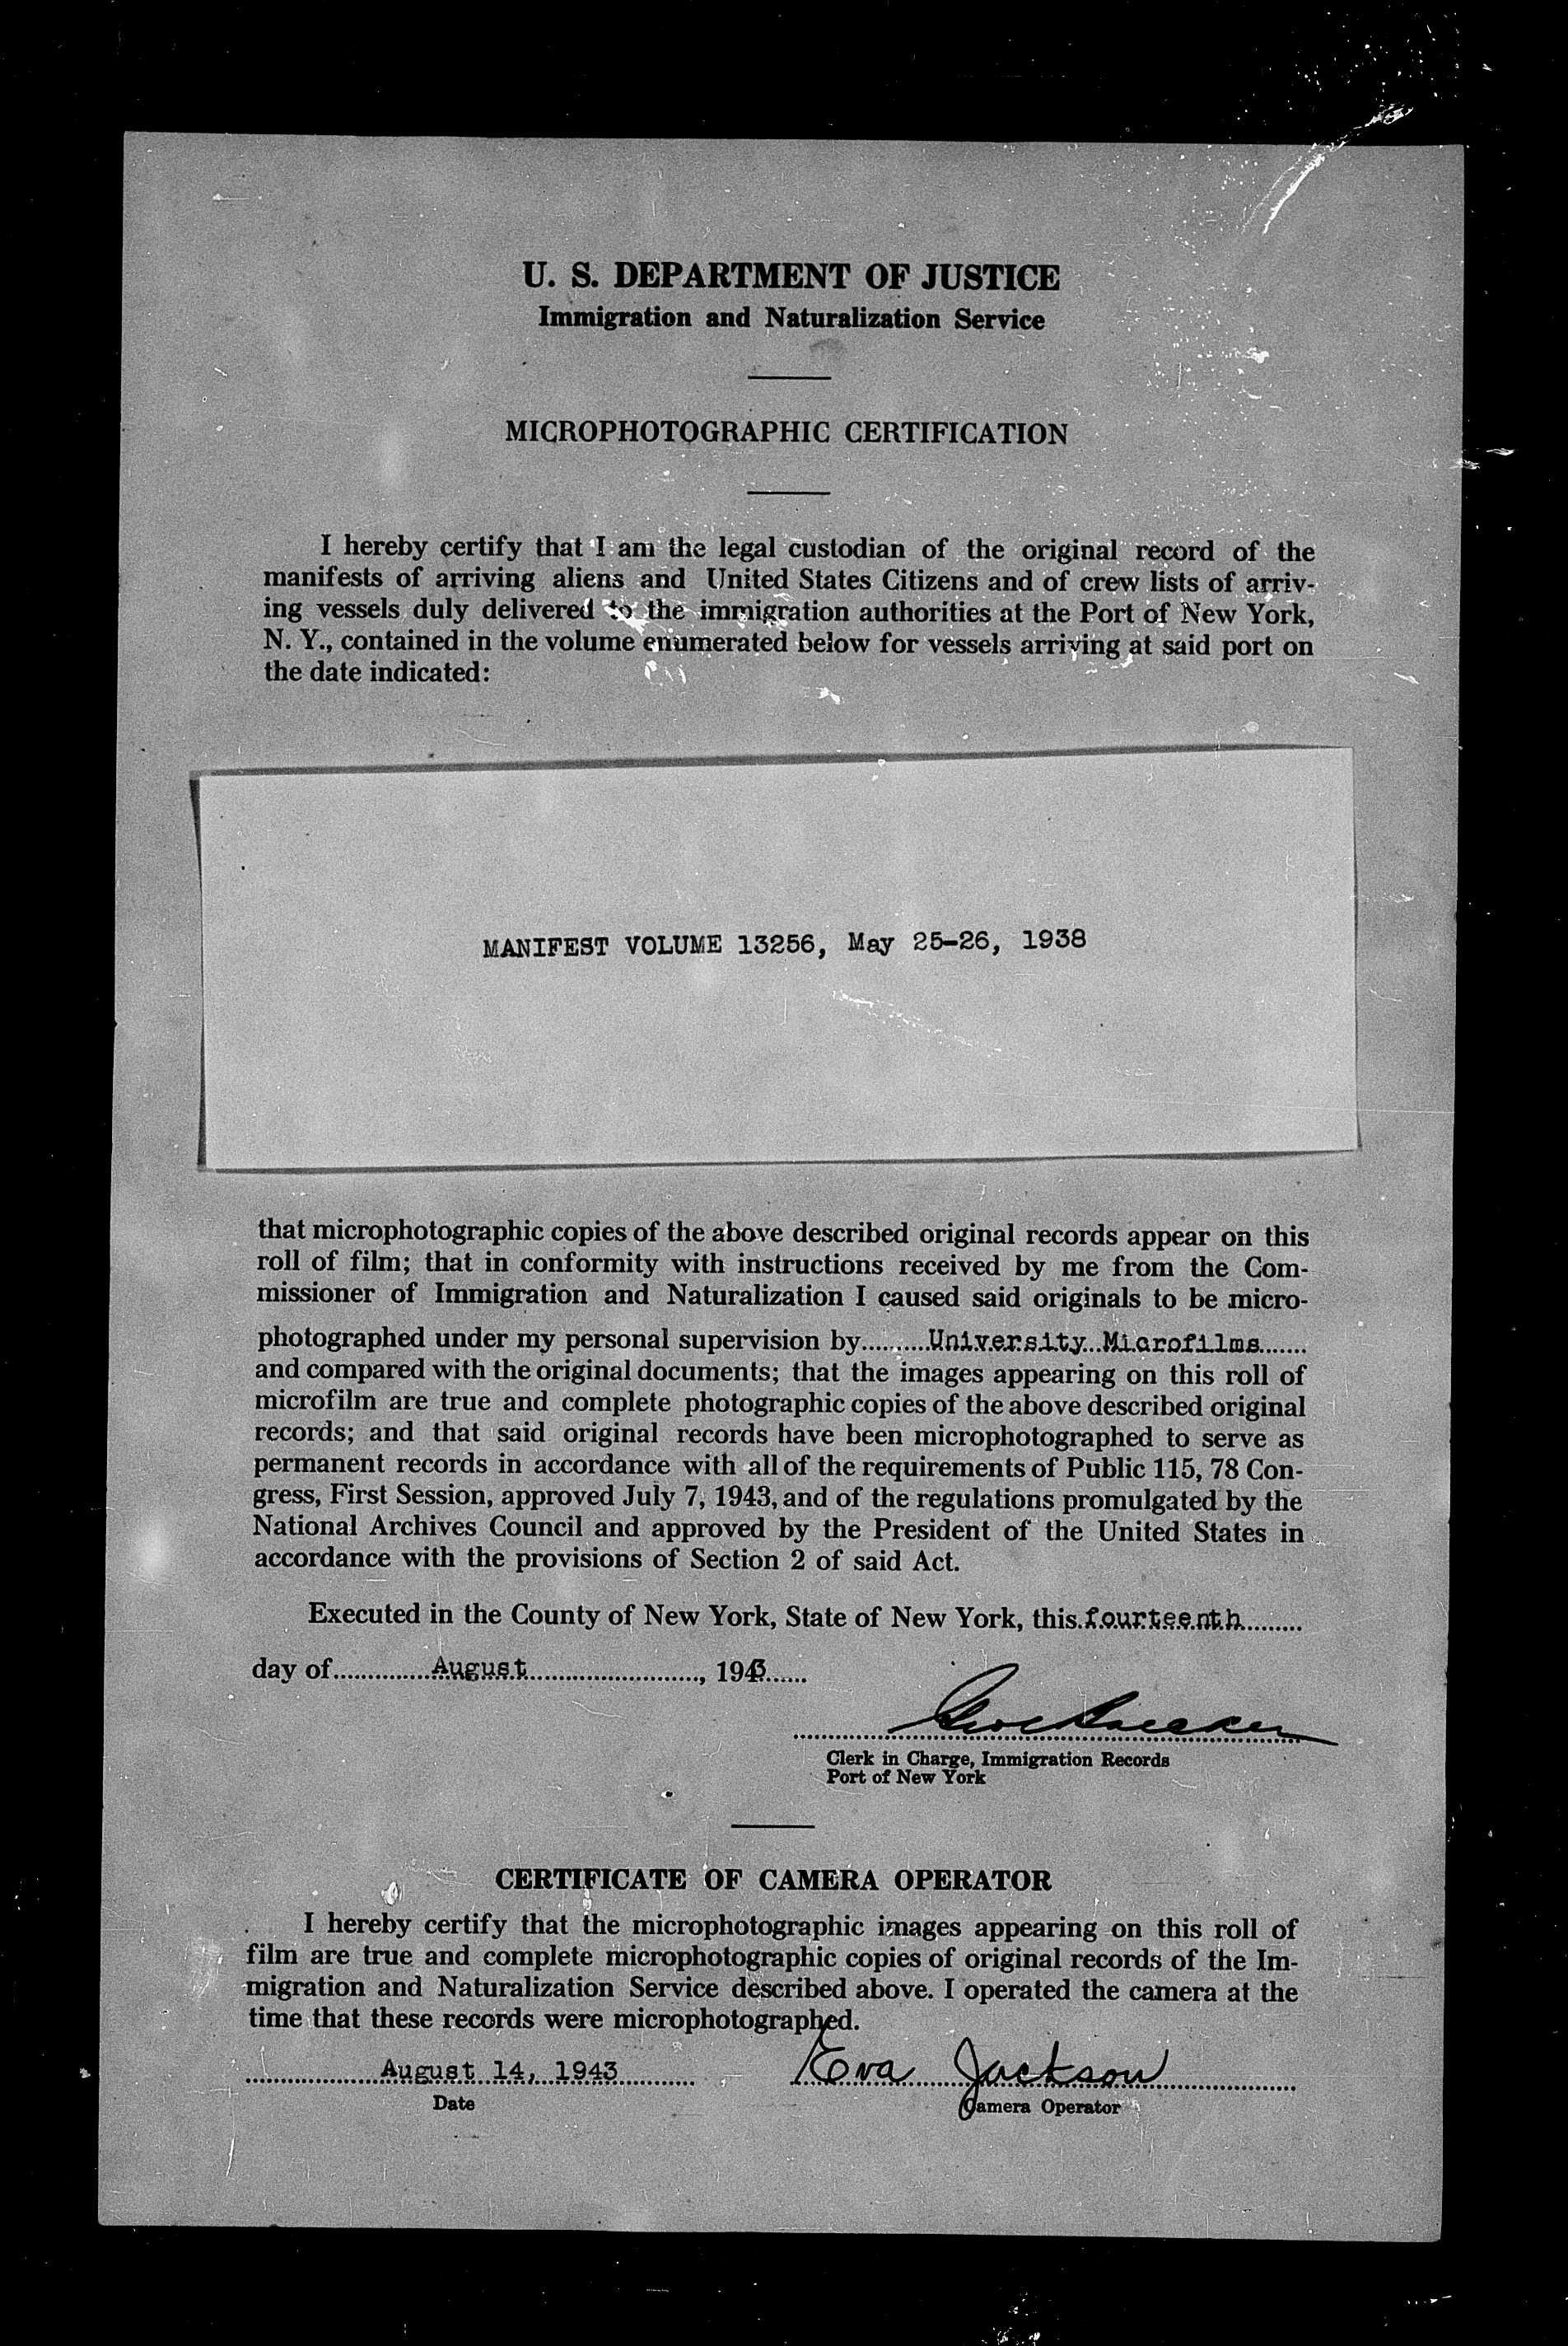 U. S. DEPARTMENT OF JUSTICE
Immigration and Naturalization Service
MICROPHOTOGRAPHIC CERTIFICATION
I hereby certify that I am the legal custodian of the original record of the
manifests of arriving aliens and United States Citizens and of crew lists of arriv-
ing vessels duly delivered to the immigration authorities at the Port of New York,
N. Y., contained in the volume enumerated below for vessels arriving at said port on
the date indicated:
MANIFEST VOLUME 13256, May 25-26, 1938
that microphotographic copies of the above described original records appear on this
roll of film; that in conformity with instructions received by me from the Com-
missioner of Immigration and Naturalization I caused said originals to be micro-
photographed under my personal supervision by..........University Microfilms.......
and compared with the original documents; that the images appearing on this roll of
microfilm are true and complete photographic copies of the above described original
records; and that said original records have been microphotographed to serve as
permanent records in accordance with all of the requirements of Public 115, 78 Con-
gress, First Session, approved July 7, 1943, and of the regulations promulgated by the
National Archives Council and approved by the President of the United States in
accordance with the provisions of Section 2 of said Act.
Executed in the County of New York, State of New York, this.fourteenth.........
day of..............August........................., 1943......
Clerk in Charge, Immigration Records
Port of New York
CERTIFICATE OF CAMERA OPERATOR
I hereby certify that the microphotographic images appearing on this roll of
film are true and complete microphotographic copies of original records of the Im-
migration and Naturalization Service described above. I operated the camera at the
time that these records were microphotographed.
August 14, 1943 Eva Jackson
Date Camera Operator